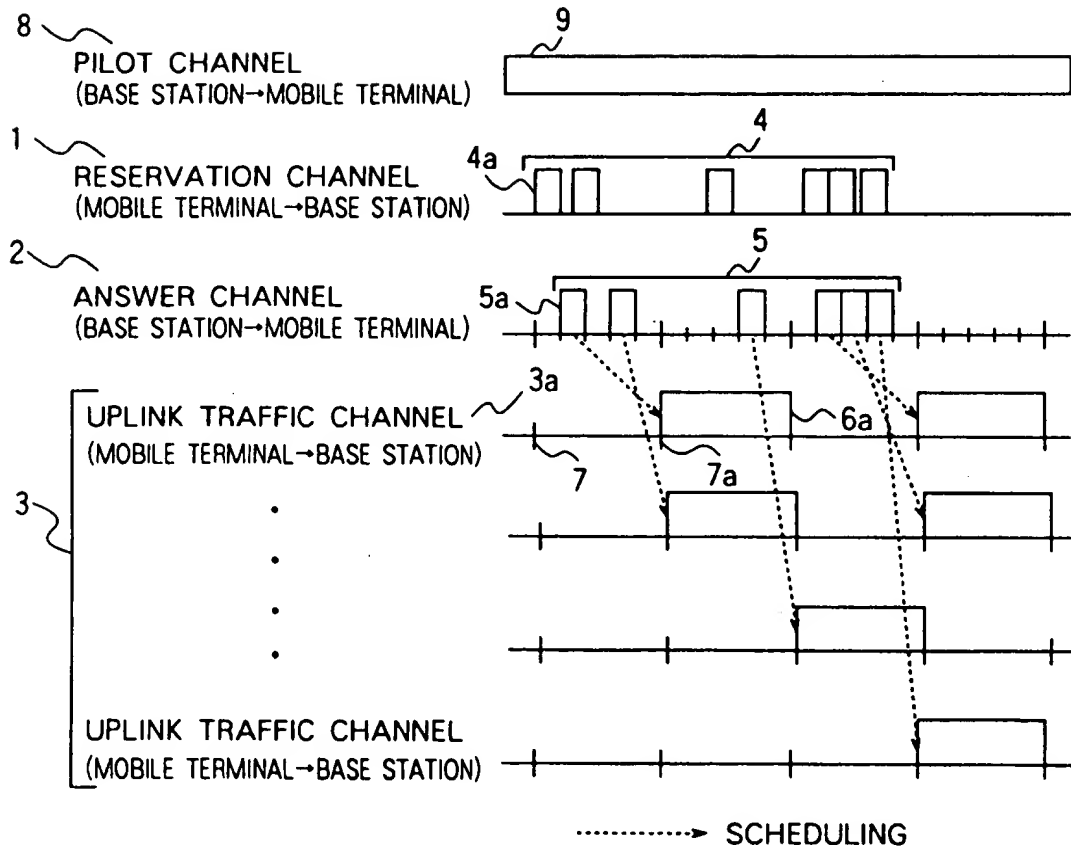 8
9
PILOT CHANNEL
(BASE STATION→MOBILE TERMINAL)
1
4
4a
RESERVATION CHANNEL
(MOBILE TERMINAL→BASE STATION)
2
5
5a
ANSWER CHANNEL
(BASE STATION→MOBILE TERMINAL)
3a
UPLINK TRAFFIC CHANNEL
6a
(MOBILE TERMINAL→BASE STATION)
7
7a
3
UPLINK TRAFFIC CHANNEL
(MOBILE TERMINAL→BASE STATION)
SCHEDULING